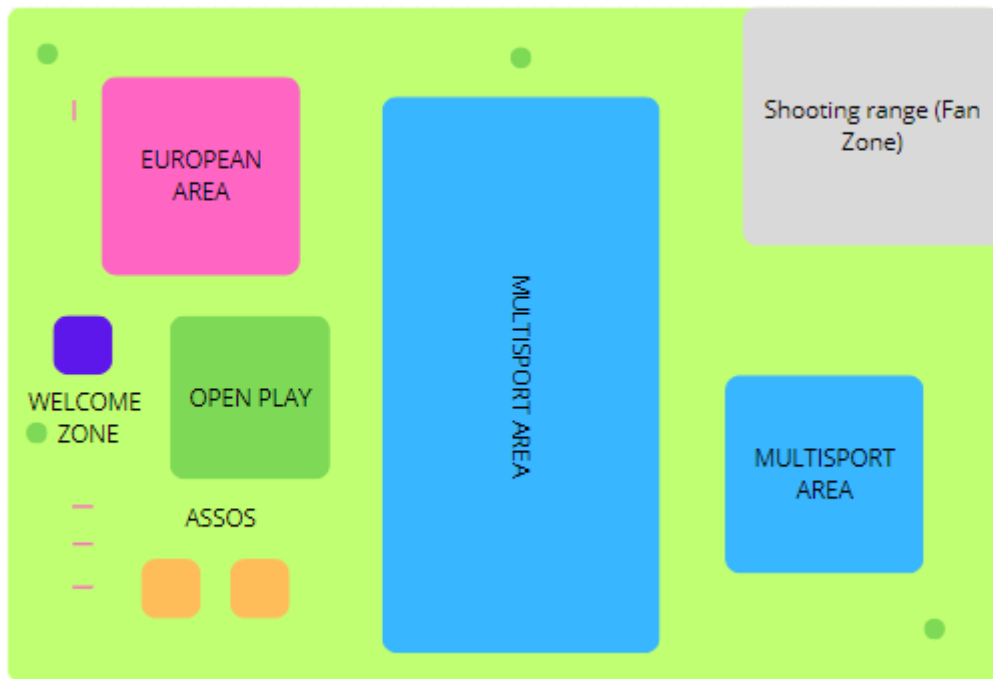 Shooting range (Fan
Zone)
EUROPEAN
AREA
MULTISPORT AREA
WELCOME
ZONE
OPEN PLAY
MULTISPORT
AREA
ASSOS